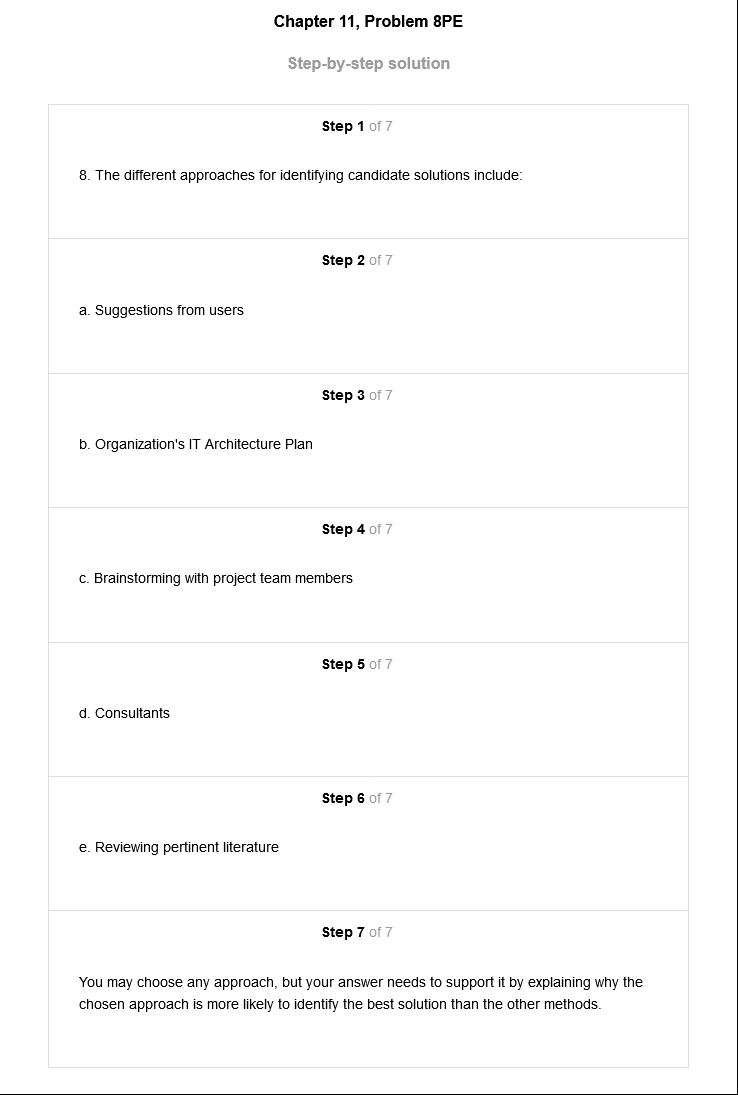 Chapter 11, Problem 8PE
Step-by-step solution
Step 1 of 7
8. The different approaches for identifying candidate solutions include:
Step 2 of 7
a. Suggestions from users
Step 3 of 7
b. Organization's IT Architecture Plan
Step 4 of 7
c. Brainstorming with project team members
Step 5 of 7
d. Consultants
Step 6 of 7
e. Reviewing pertinent literature
Step 7 of 7
You may choose any approach, but your answer needs to support it by explaining why the
chosen approach is more likely to identify the best solution than the other methods.